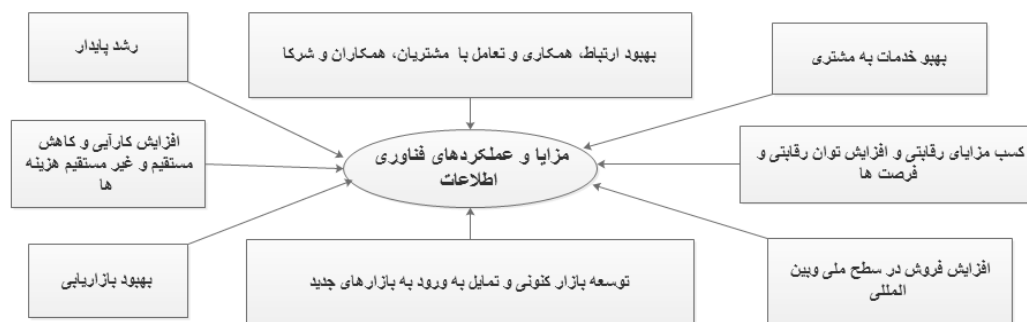 بهبو خدمات به مشتری
بهبود ارتباط، همکاری و تعامل با مشتریان، همکاران و شرکا
رشد پایدار
کسب مزایای رقابتی و افزایش توان رقابتی و
فرصت ها
مزایا و عملکردهای فناوری
اطلاعات
افزایش کارآیی و کاهش
مستقیم و غیر مستقیم هزینه
ها
افزایش فروش در سطح ملی وبین
المللی
توسعه بازار کنونی و تمایل به ورود به بازارهای جدید
بهبود بازاریابی